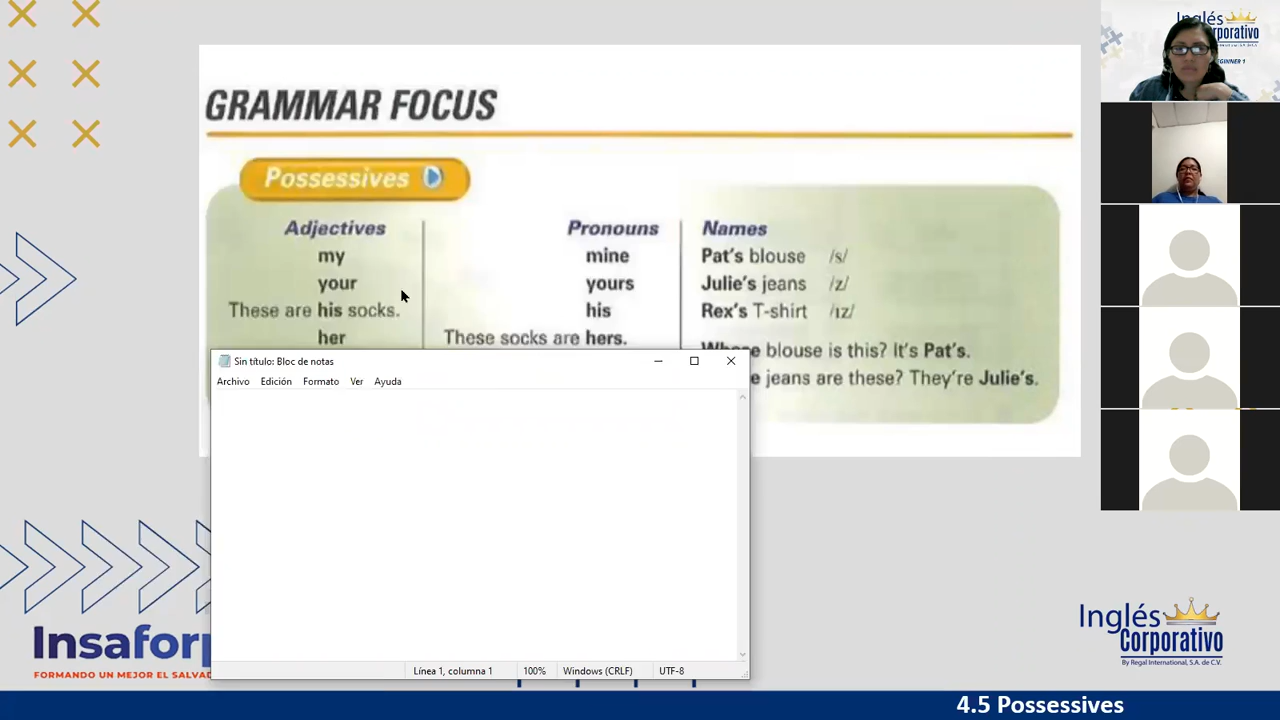 GRAMMAR FOCUS
Possessives
Adjectives
my
your
These are his socks.
her
Pronouns
mine
yours
his
These socks are hers.
Names
Pat's blouse /s/
Julie's jeans /z/
Rex's T-shirt /ɪz/
blouse is this? It's Pat's.
jeans are these? They're Julie's.
Sin título: Bloc de notas
Archivo Edición Formato Ver Ayuda
Línea 1, columna 1 100% Windows (CRLF) UTF-8
Inglés
Corporativo
By Regal International, S.A. de C.V.
4.5 Possessives
Insafor
FORMANDO UN MEJOR EL SALVAD
Inglés
rporativo
EGINNER 1